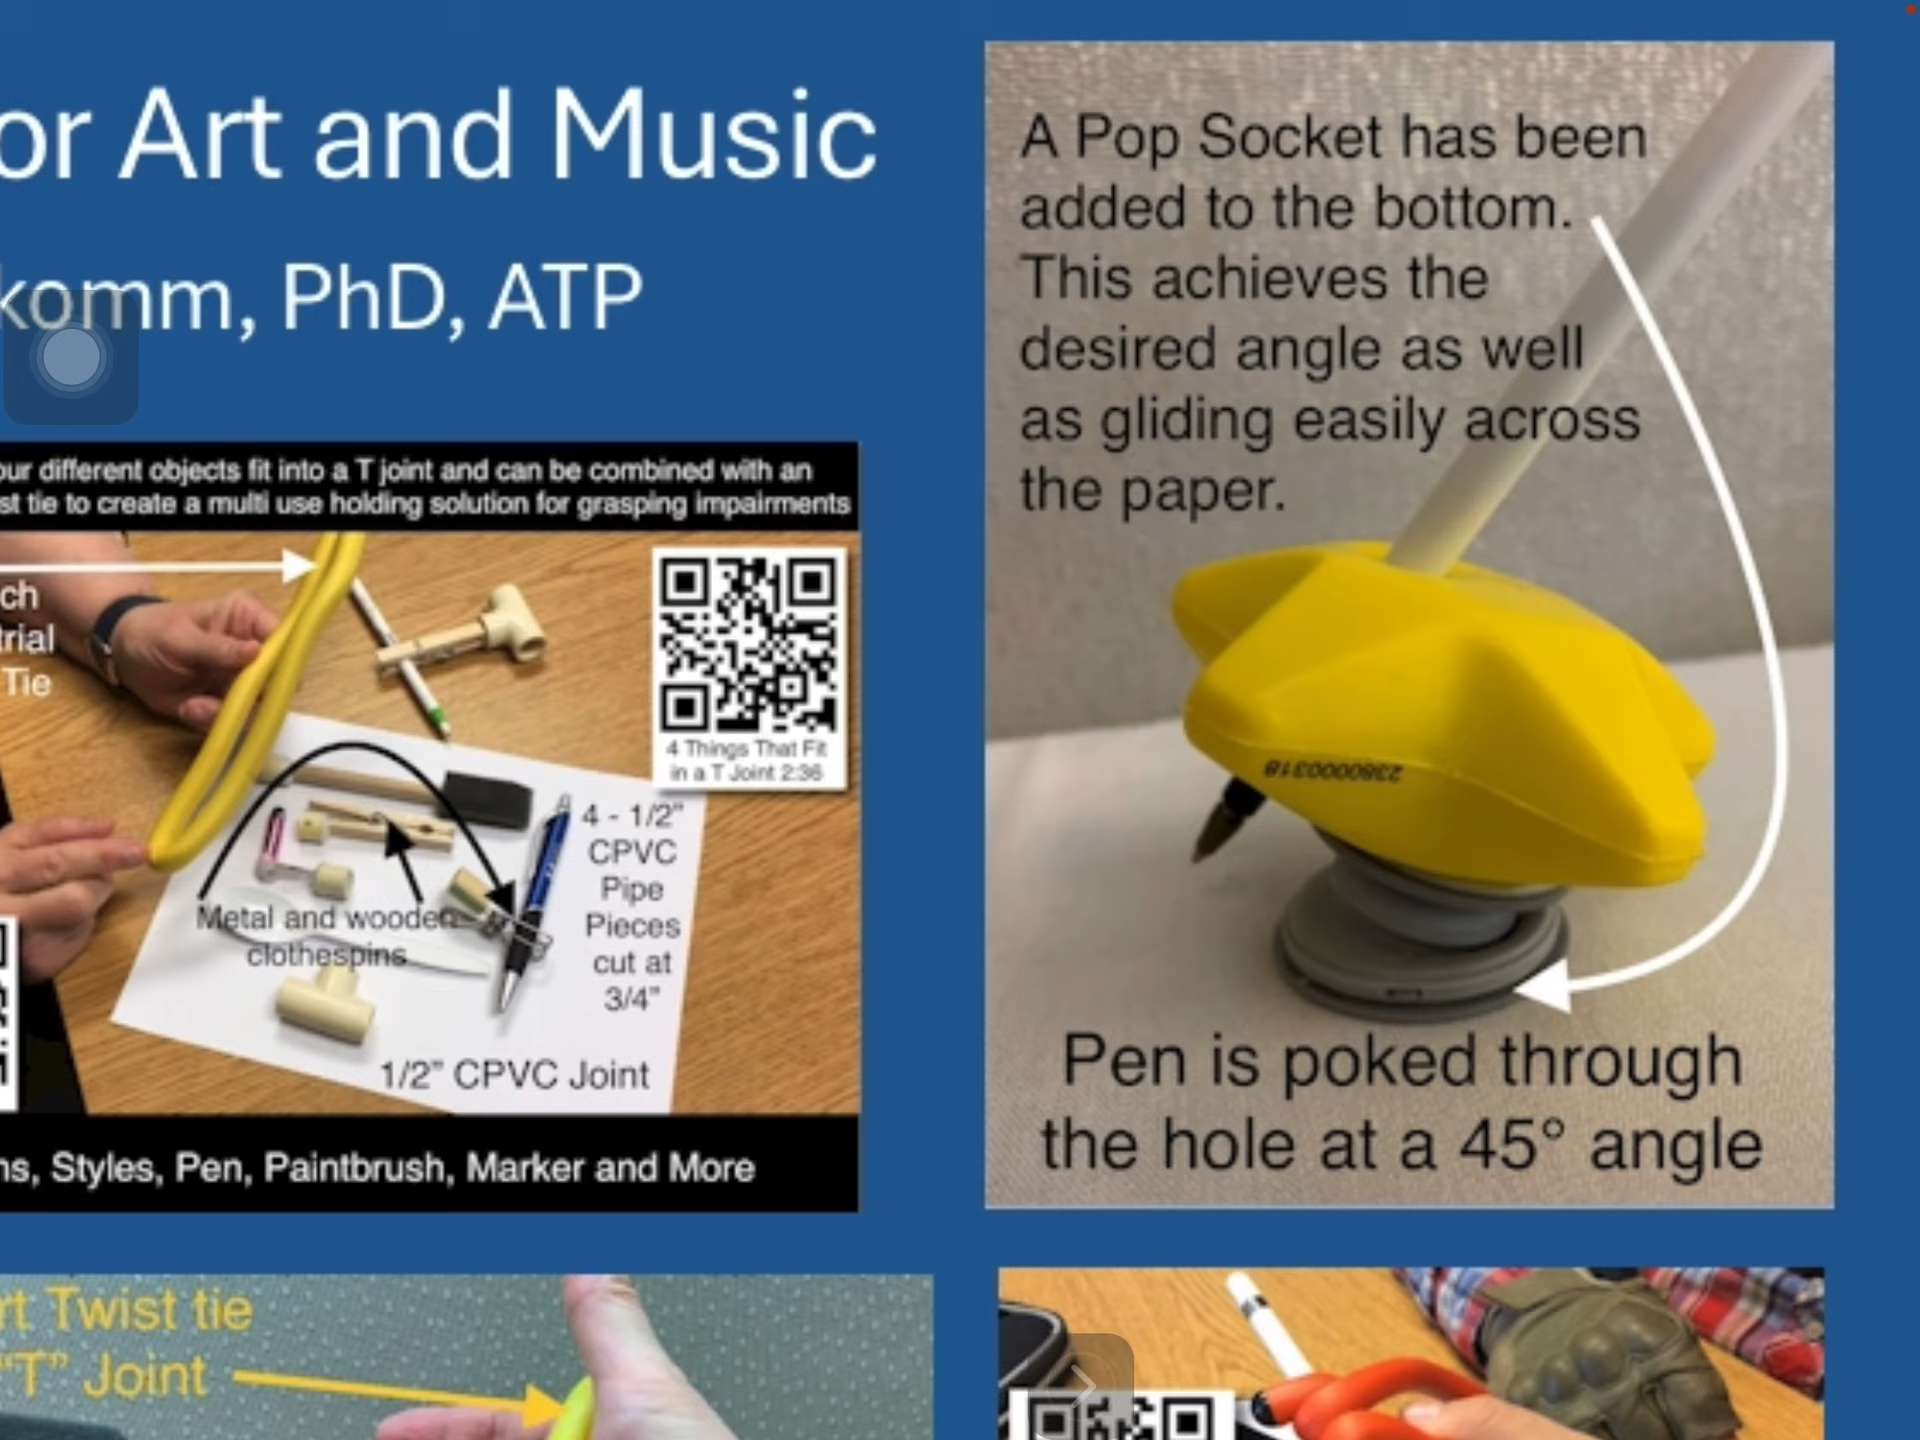 or Art and Music
komm, PhD, ATP
our different objects fit into a T joint and can be combined with an
st tie to create a multi use holding solution for grasping impairments
ch
trial
Tie
4 Things That Fit
in a T Joint 2:36
4 - 1/2”
CPVC
Pipe
Pieces
cut at
3/4”
Metal and wooden
clothespins
1/2” CPVC Joint
ns, Styles, Pen, Paintbrush, Marker and More
A Pop Socket has been
added to the bottom.
This achieves the
desired angle as well
as gliding easily across
the paper.
2380000318
Pen is poked through
the hole at a 45° angle
rt Twist tie
“T” Joint